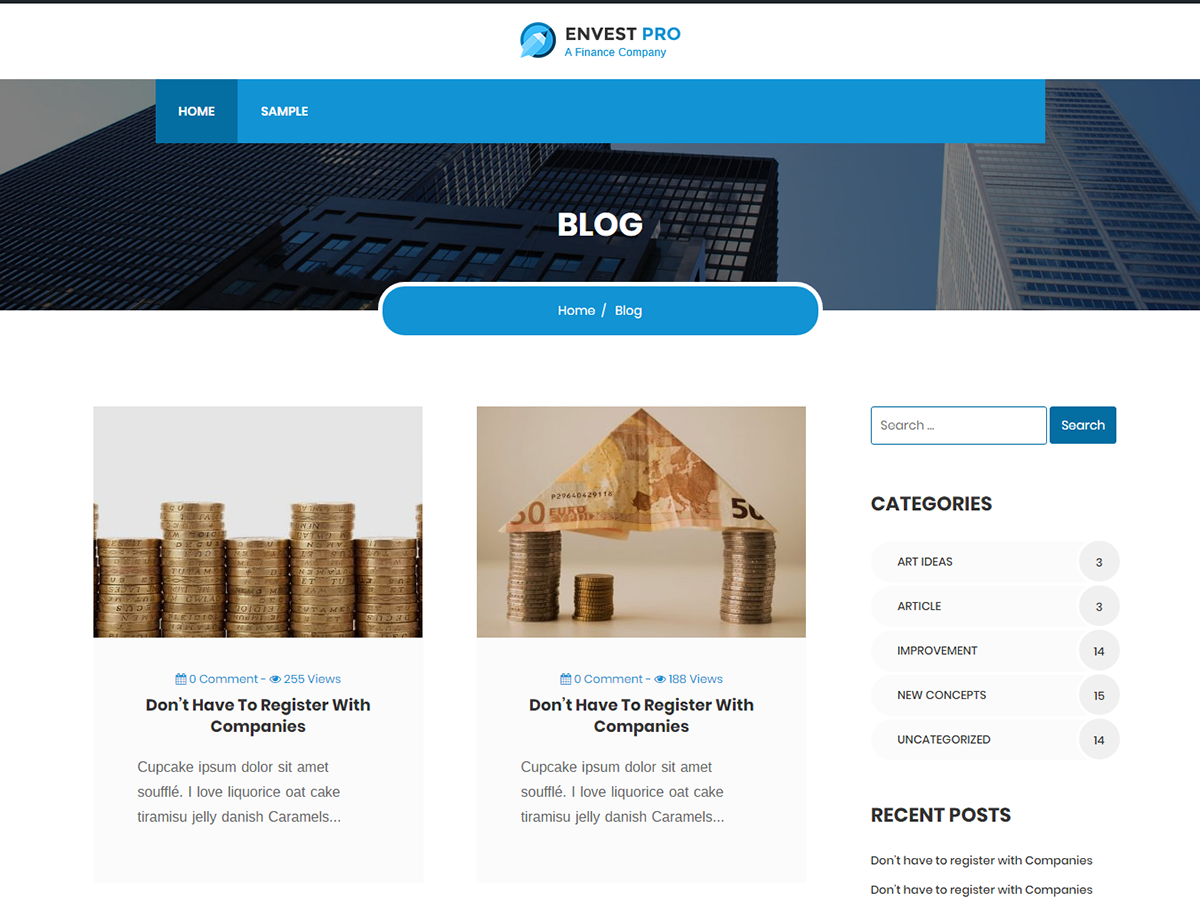 ENVEST PRO
A Finance Company
HOME
SAMPLE
BLOG
Home / Blog
P29640429118
50 EURO
50
0 Comment - 255 Views
Don't Have To Register With
Companies
Cupcake ipsum dolor sit amet
soufflé. I love liquorice oat cake
tiramisu jelly danish Caramels...
0 Comment - 188 Views
Don't Have To Register With
Companies
Cupcake ipsum dolor sit amet
soufflé. I love liquorice oat cake
tiramisu jelly danish Caramels...
Search ...
Search
CATEGORIES
ART IDEAS 3
ARTICLE 3
IMPROVEMENT 14
NEW CONCEPTS 15
UNCATEGORIZED 14
RECENT POSTS
Don't have to register with Companies
Don't have to register with Companies